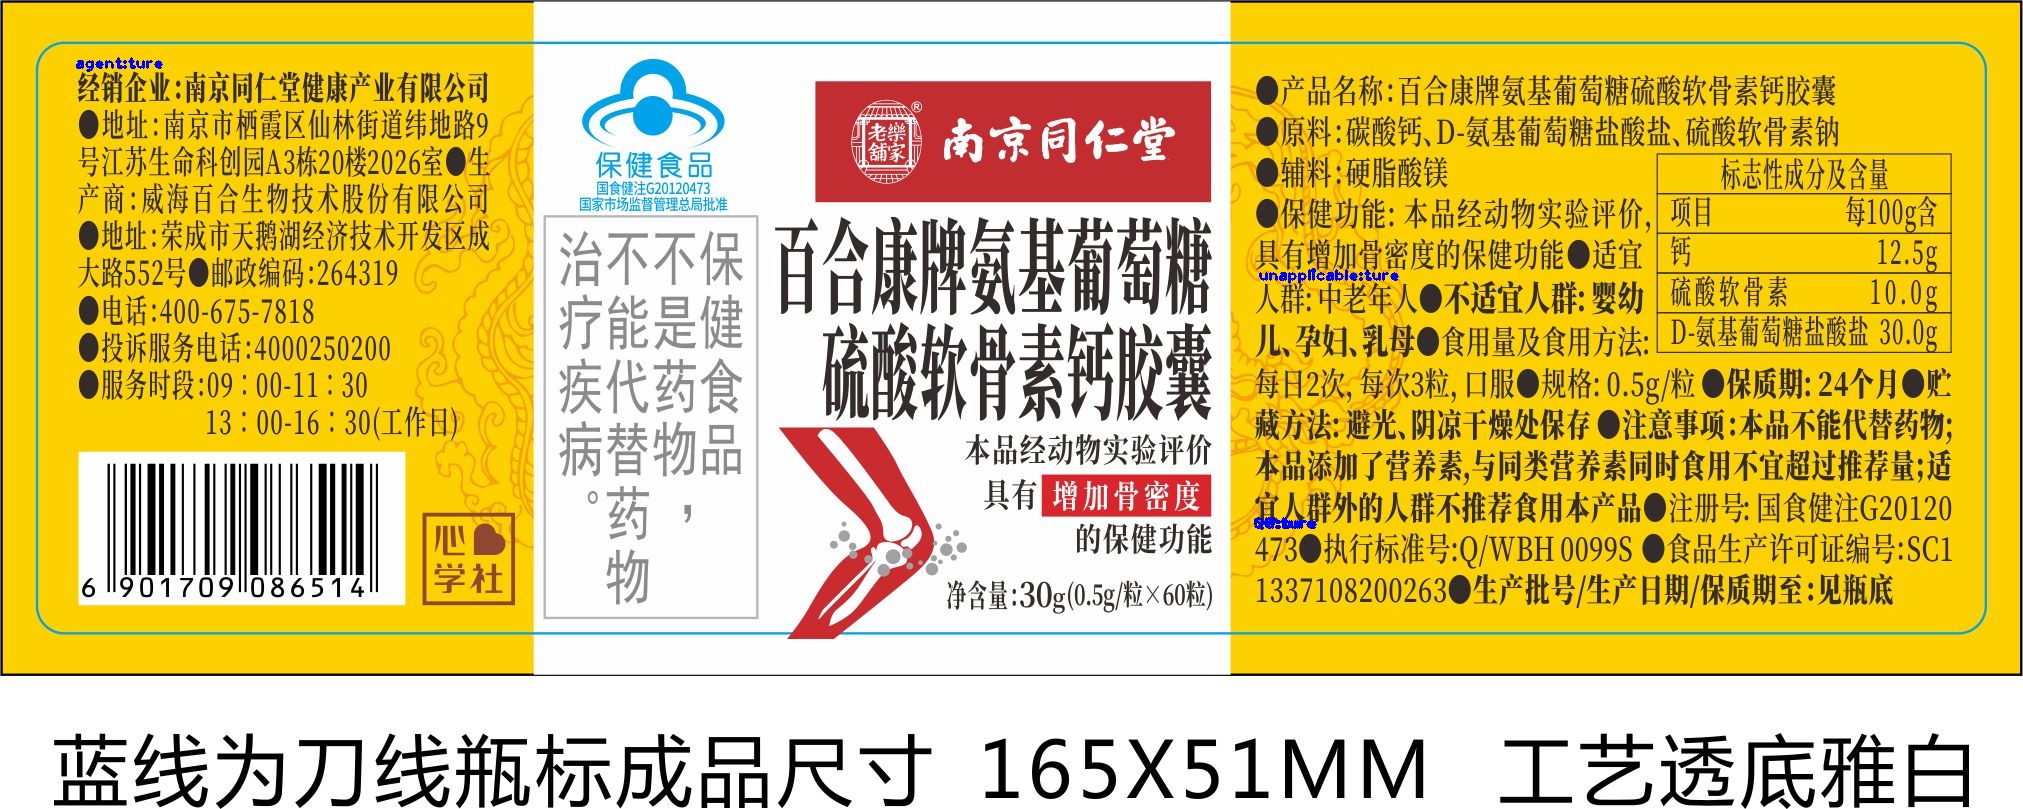 agent:ture
经销企业:南京同仁堂健康产业有限公司
●地址:南京市栖霞区仙林街道纬地路9
号江苏生命科创园A3栋20楼2026室●生
产商:威海百合生物技术股份有限公司
●地址:荣成市天鹅湖经济技术开发区成
大路552号●邮政编码:264319
●电话:400-675-7818
●投诉服务电话:4000250200
●服务时段:09：00-11：30
13：00-16：30(工作日)
6 901709 086514
心
学社
保健食品
国食健注G20120473
国家市场监督管理总局批准
保健食品
不是药物，
不能代替药物
治疗疾病。
老樂
舖家
®
南京同仁堂
百合康牌氨基葡萄糖
硫酸软骨素钙胶囊
本品经动物实验评价
具有 增加骨密度
的保健功能
净含量:30g(0.5g/粒×60粒)
●产品名称:百合康牌氨基葡萄糖硫酸软骨素钙胶囊
●原料:碳酸钙、D-氨基葡萄糖盐酸盐、硫酸软骨素钠
●辅料:硬脂酸镁
●保健功能: 本品经动物实验评价,
具有增加骨密度的保健功能●适宜
unapplicable:ture
人群: 中老年人●不适宜人群: 婴幼
儿、孕妇、乳母●食用量及食用方法:
每日2次, 每次3粒, 口服●规格: 0.5g/粒 ●保质期: 24个月●贮
藏方法: 避光、阴凉干燥处保存 ●注意事项:本品不能代替药物;
本品添加了营养素,与同类营养素同时食用不宜超过推荐量;适
宜人群外的人群不推荐食用本产品●注册号: 国食健注G20120
QB:ture
473●执行标准号:Q/WBH 0099S ●食品生产许可证编号:SC1
1337108200263●生产批号/生产日期/保质期至:见瓶底
标志性成分及含量
项目 每100g含
钙 12.5g
硫酸软骨素 10.0g
D-氨基葡萄糖盐酸盐 30.0g
蓝线为刀线瓶标成品尺寸 165X51MM 工艺透底雅白